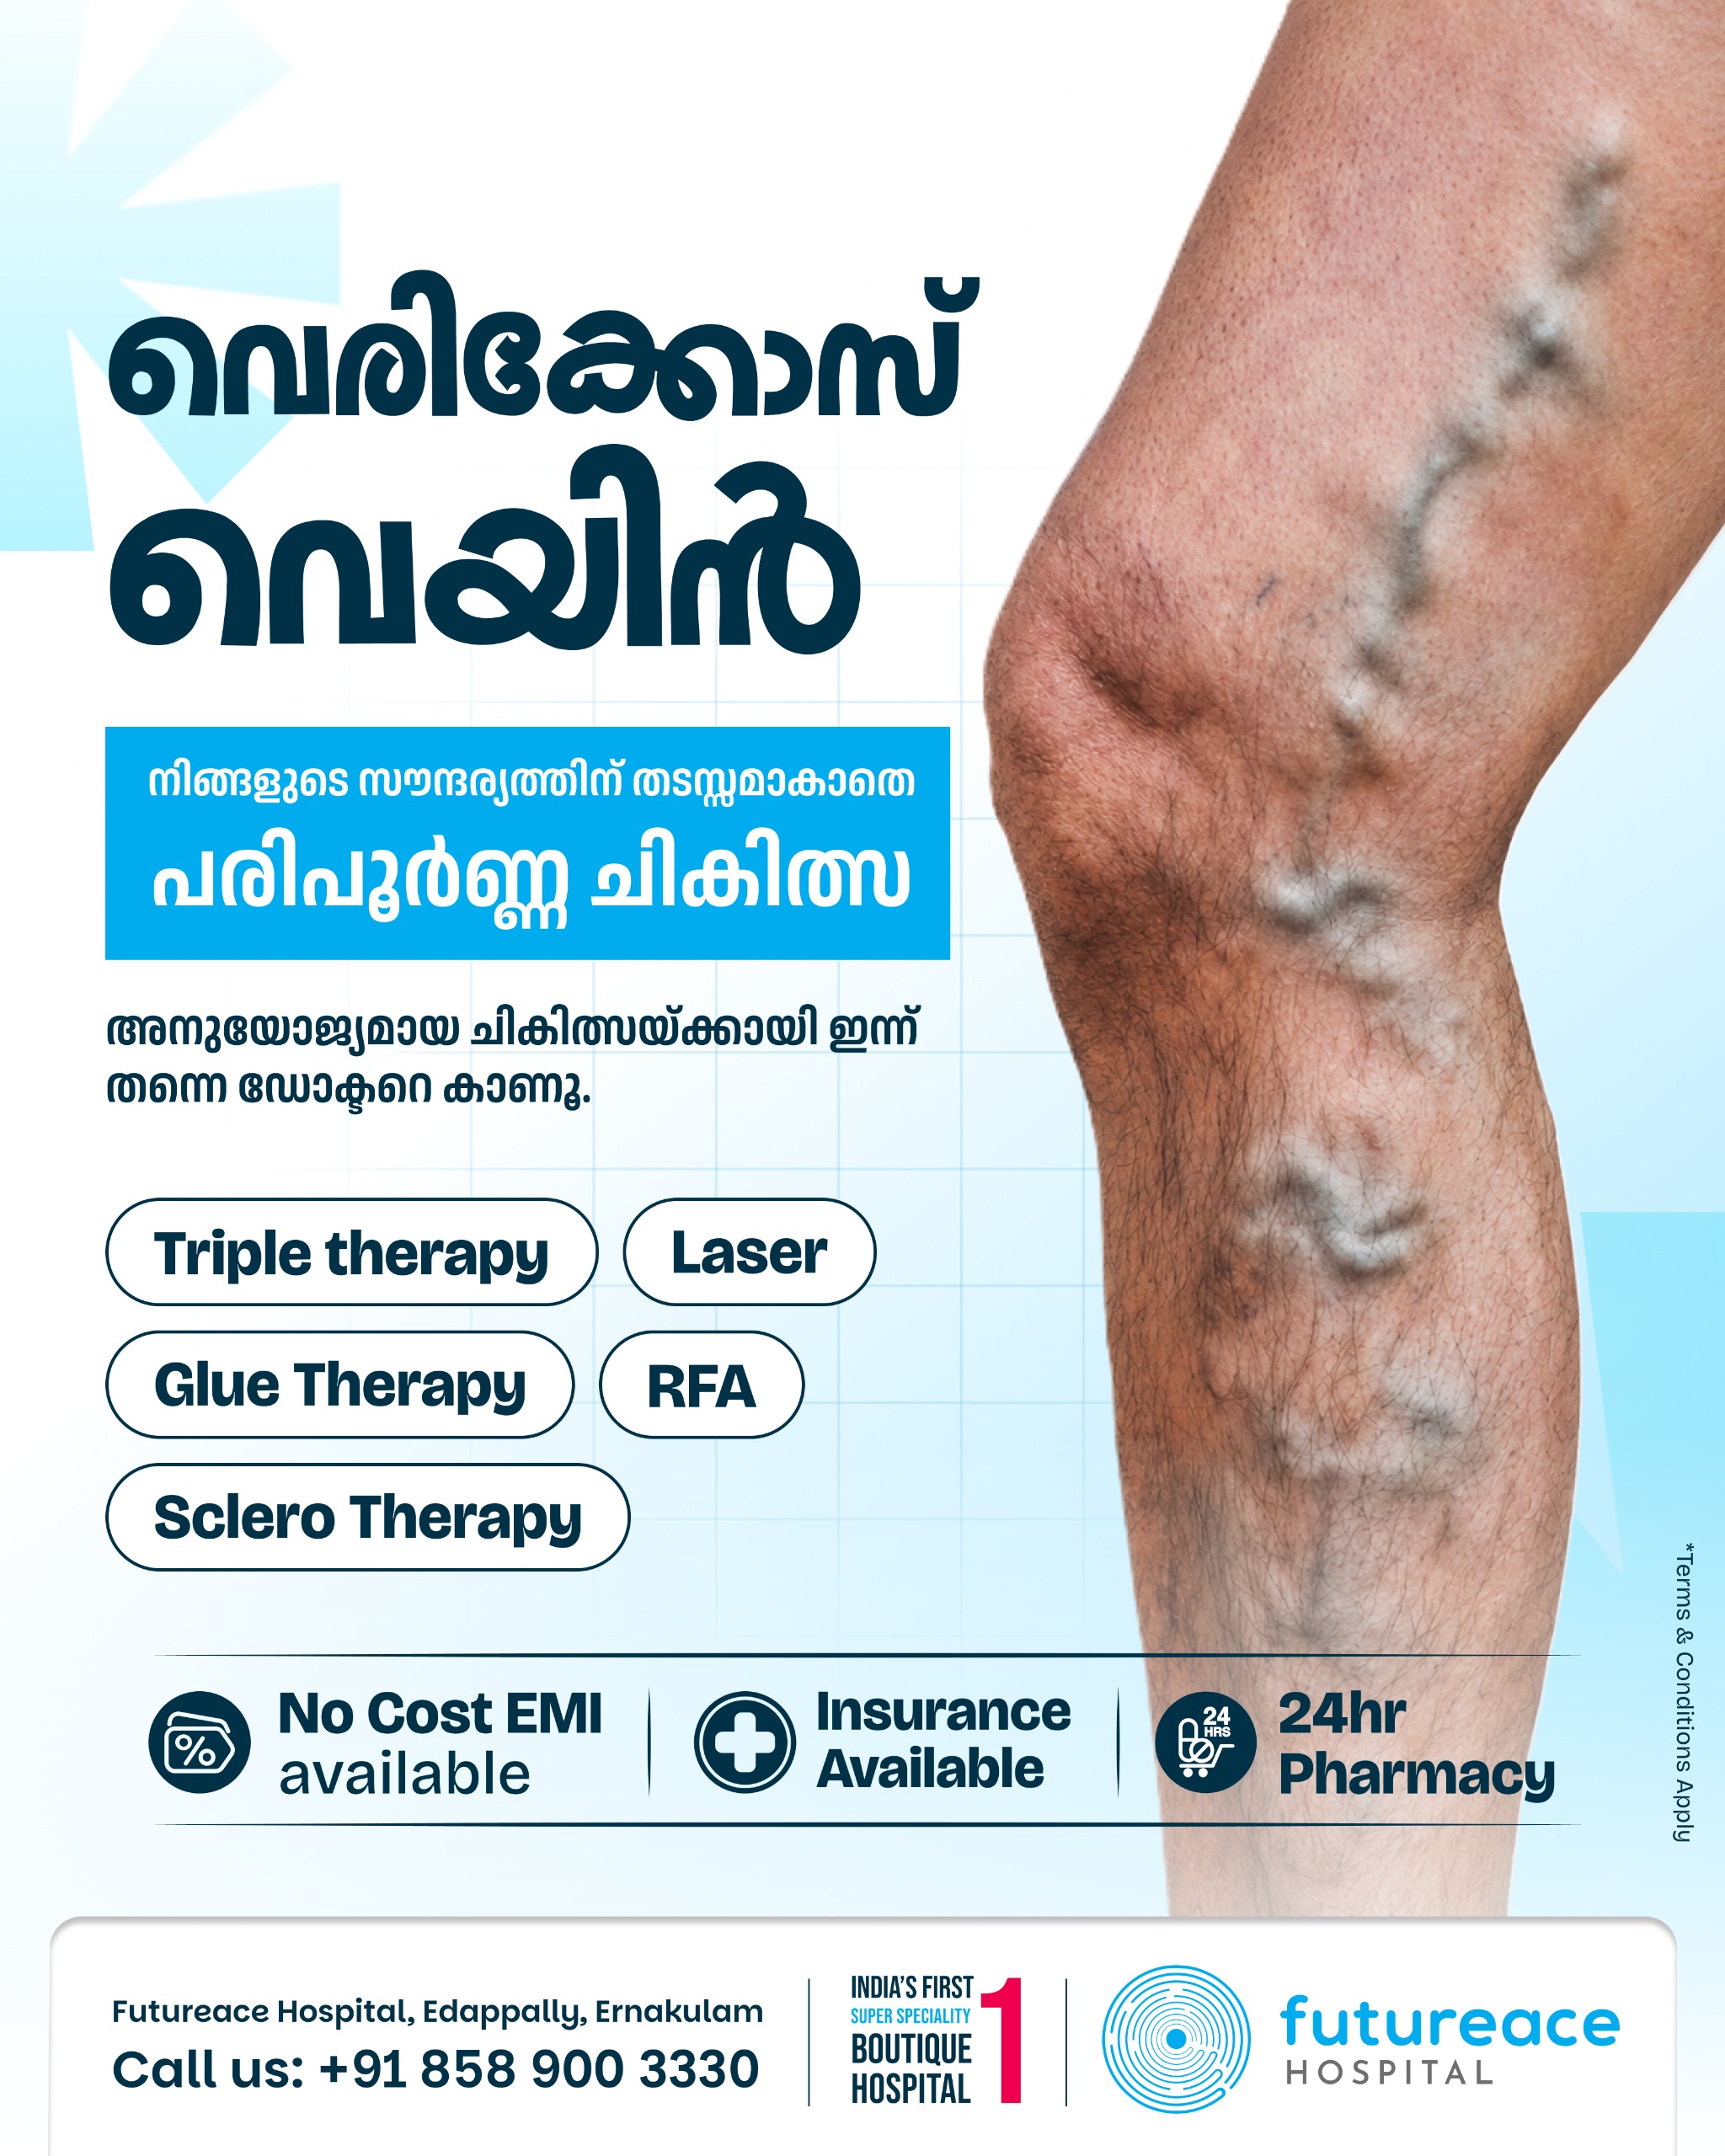 വെരിക്കോസ്
വെയിൻ
നിങ്ങളുടെ സൗന്ദര്യത്തിന് തടസ്സമാകാതെ
പരിപൂർണ്ണ ചികിത്സ
അനുയോജ്യമായ ചികിത്സയ്ക്കായി ഇന്ന്
തന്നെ ഡോക്ടറെ കാണൂ.
Triple therapy
Laser
Glue Therapy
RFA
Sclero Therapy
No Cost EMI
available
Insurance
Available
24
HRS
24hr
Pharmacy
*Terms & Conditions Apply
Futureace Hospital, Edappally, Ernakulam
Call us: +91 858 900 3330
INDIA'S FIRST
SUPER SPECIALITY
BOUTIQUE
HOSPITAL
1
futureace
HOSPITAL